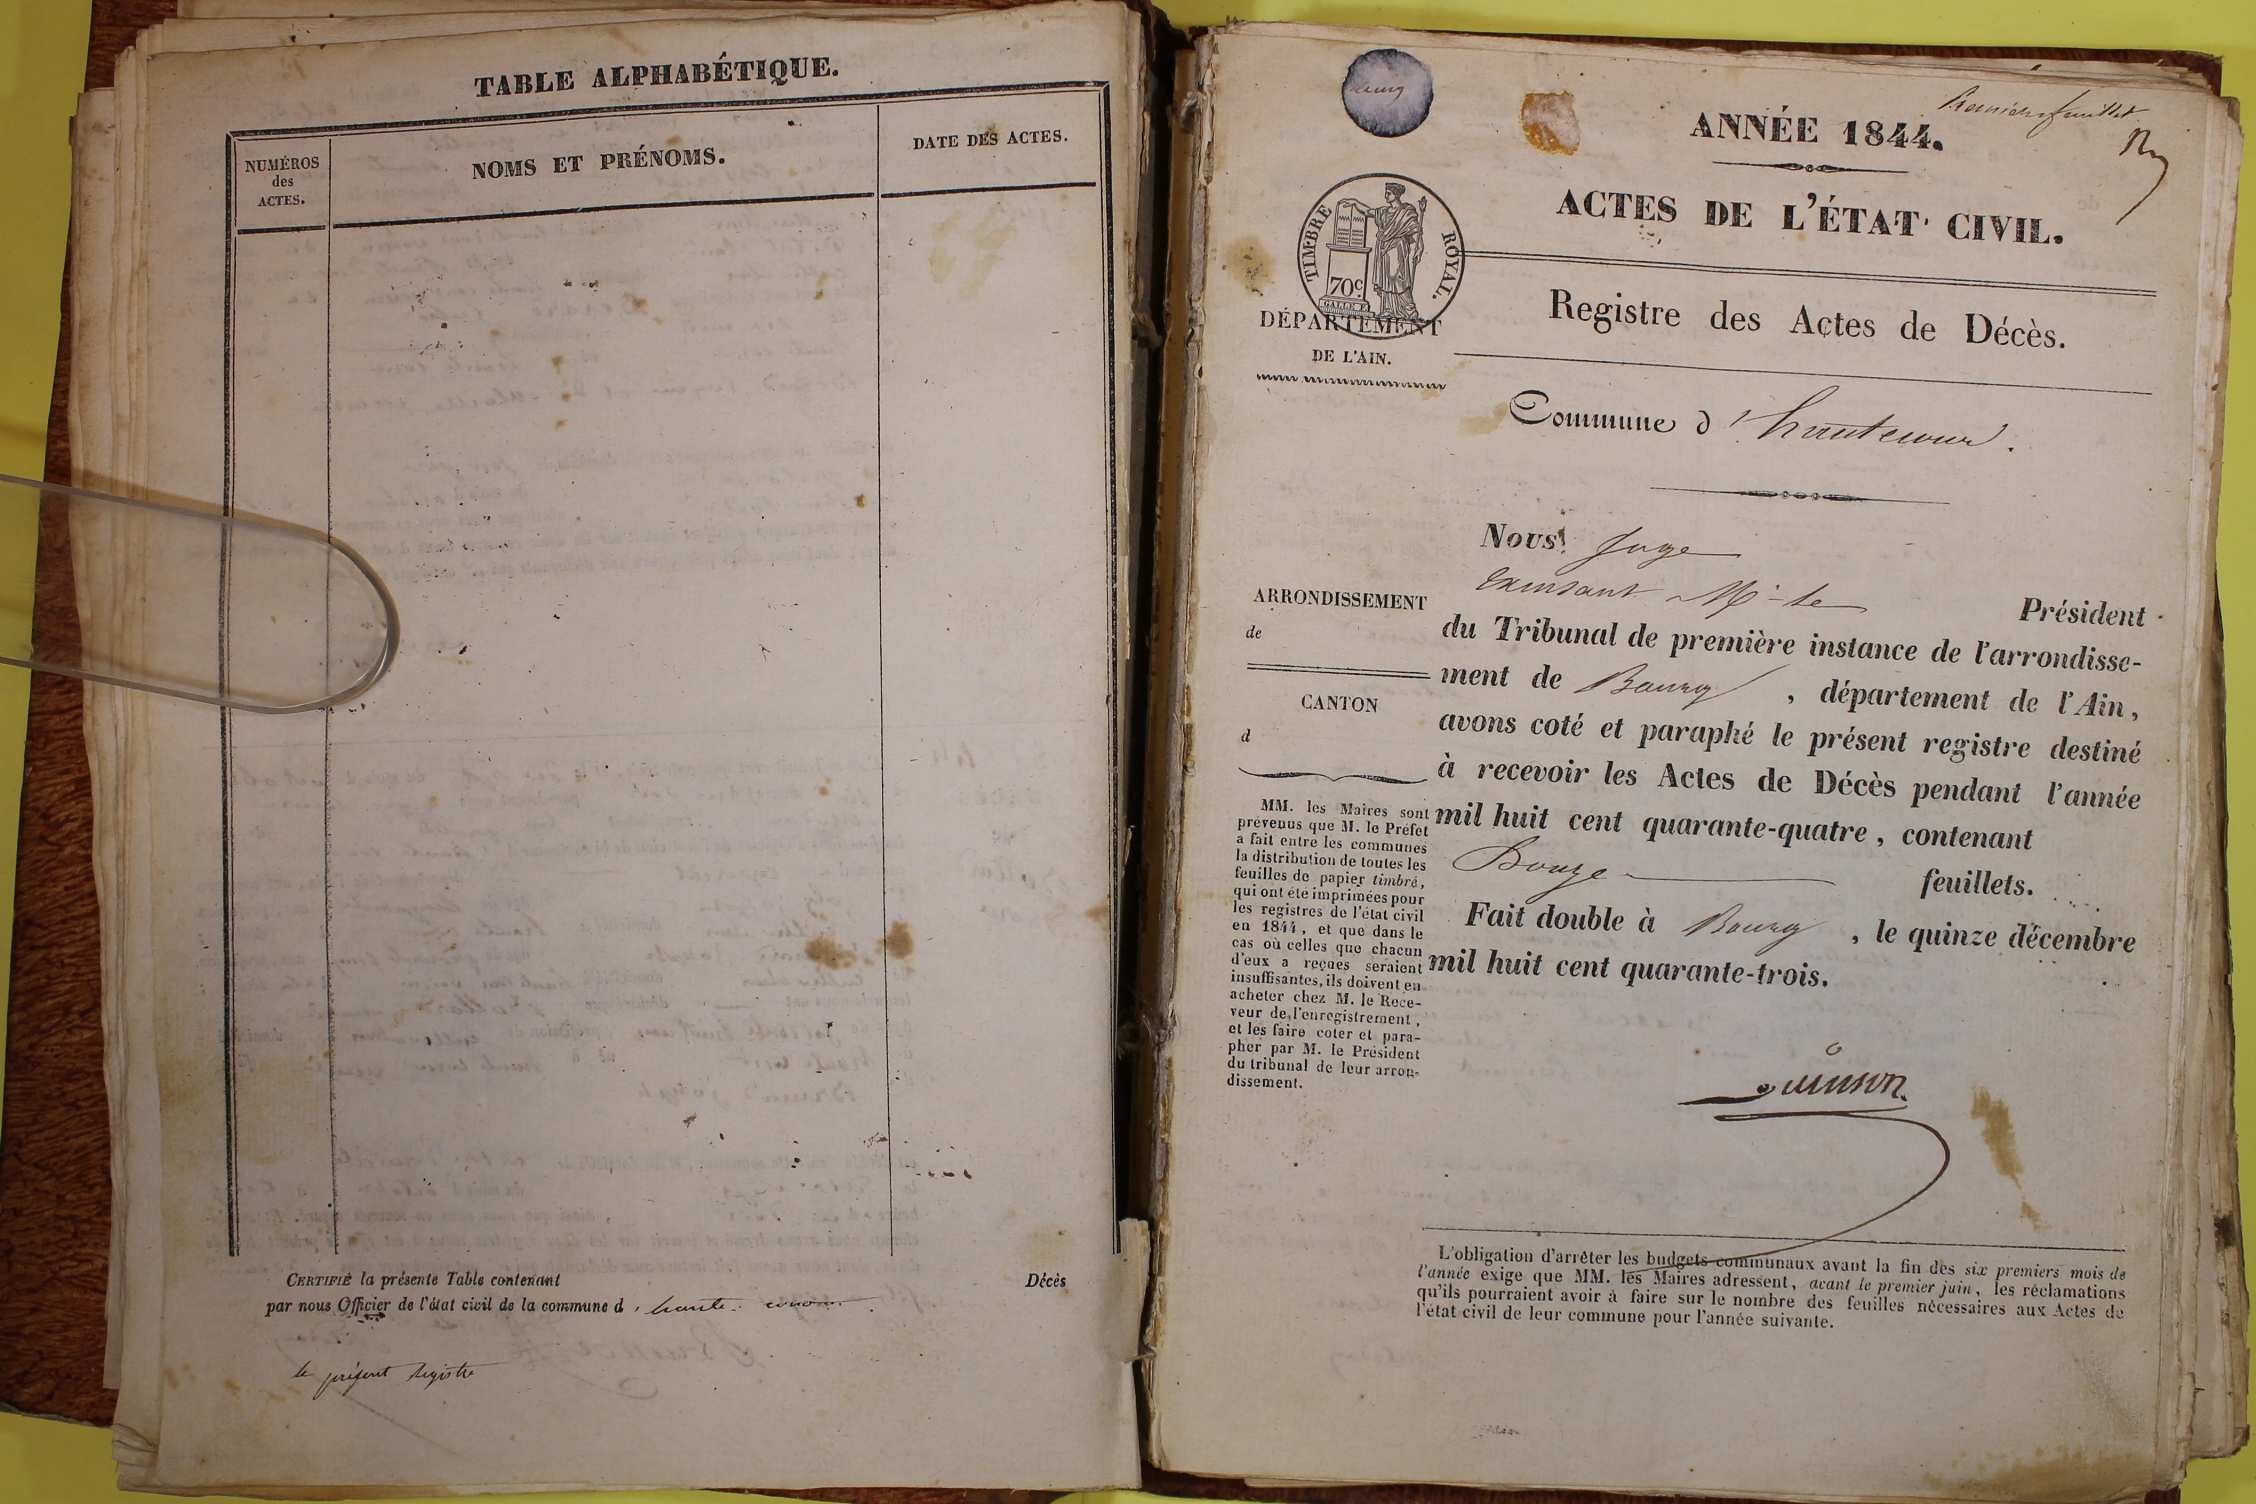 TABLE ALPHABÉTIQUE.
NUMÉROS
des
ACTES.
NOMS ET PRÉNOMS.
DATE DES ACTES.
CERTIFIÉ la présente Table contenant Décès
par nous Officier de l'état civil de la commune d haute-cour.
le présent registre
Premier feuillet
ANNÉE 1844.
ACTES DE L'ÉTAT CIVIL.
TIMBRE ROYAL.
70c
GALLE F.
DÉPARTEMENT
DE L'AIN.
Registre des Actes de Décès.
Commune d'hautecour.
Nous Juge
Président
du Tribunal de première instance de l'arrondisse-
ment de Bourg, département de l'Ain,
avons coté et paraphé le présent registre destiné
à recevoir les Actes de Décès pendant l'année
mil huit cent quarante-quatre, contenant
Douze feuillets.
Fait double à Bourg, le quinze décembre
mil huit cent quarante-trois.
ARRONDISSEMENT
de
CANTON
d
MM. les Maires sont
prévenus que M. le Préfet
a fait entre les communes
la distribution de toutes les
feuilles de papier timbré,
qui ont été imprimées pour
les registres de l'état civil
en 1844, et que dans le
cas où celles que chacun
d'eux a reçues seraient
insuffisantes, ils doivent en
acheter chez M. le Rece-
veur de l'enregistrement,
et les faire coter et para-
pher par M. le Président
du tribunal de leur arron-
dissement.
L'obligation d'arrêter les budgets communaux avant la fin des six premiers mois de
l'année exige que MM. les Maires adressent, avant le premier juin, les réclamations
qu'ils pourraient avoir à faire sur le nombre des feuilles nécessaires aux Actes de
l'état civil de leur commune pour l'année suivante.